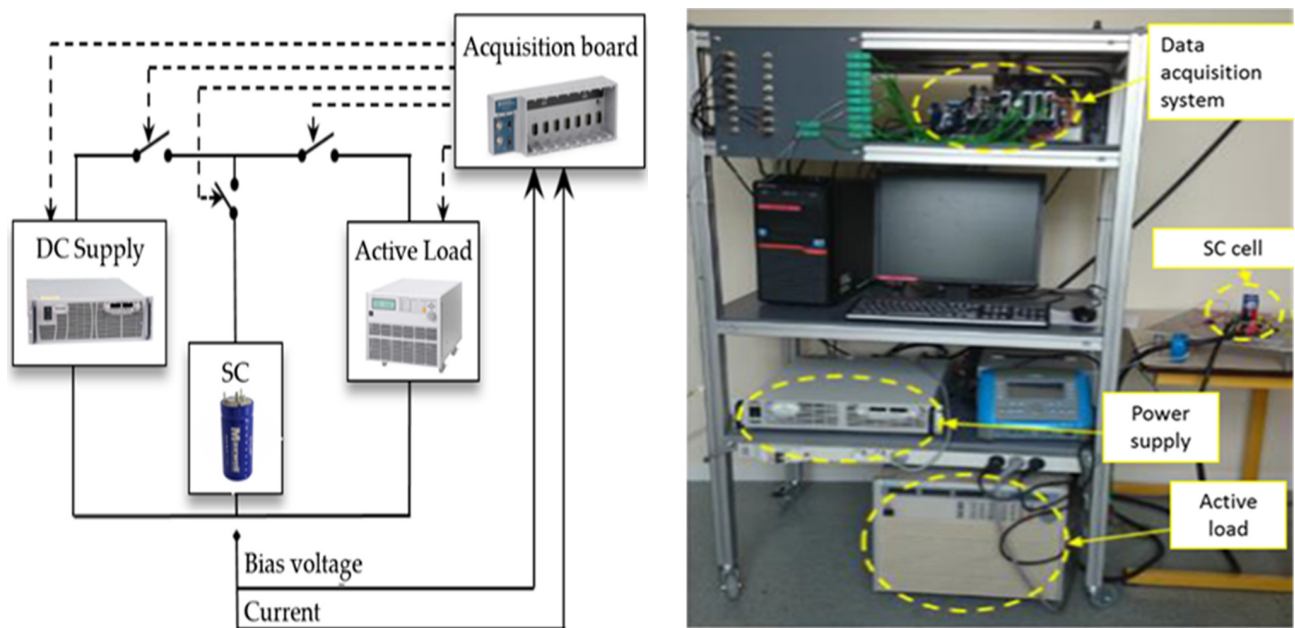 Acquisition board
DC Supply
Active Load
SC
Maxwell
Bias voltage
Current
Data
acquisition
system
SC cell
Power
supply
Active
load